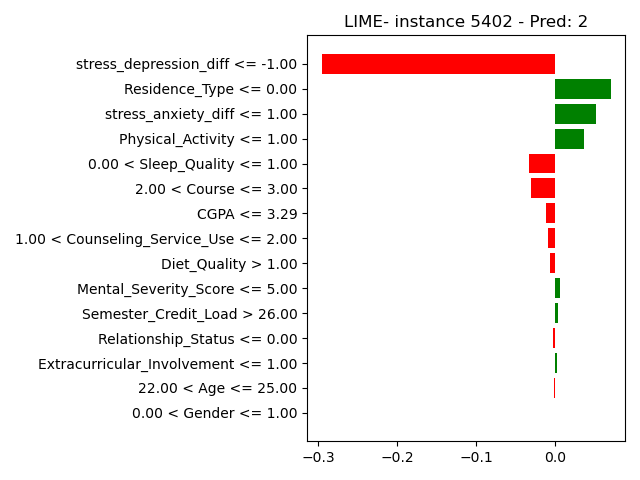 LIME- instance 5402 - Pred: 2
stress_depression_diff <= -1.00
Residence_Type <= 0.00
stress_anxiety_diff <= 1.00
Physical_Activity <= 1.00
0.00 < Sleep_Quality <= 1.00
2.00 < Course <= 3.00
CGPA <= 3.29
1.00 < Counseling_Service_Use <= 2.00
Diet_Quality > 1.00
Mental_Severity_Score <= 5.00
Semester_Credit_Load > 26.00
Relationship_Status <= 0.00
Extracurricular_Involvement <= 1.00
22.00 < Age <= 25.00
0.00 < Gender <= 1.00
−0.3 −0.2 −0.1 0.0